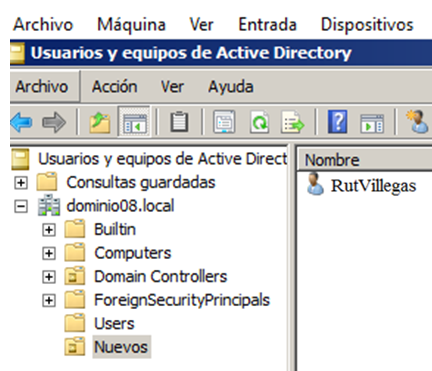 Archivo Máquina Ver Entrada Dispositivos
Usuarios y equipos de Active Directory
Archivo Acción Ver Ayuda
Usuarios y equipos de Active Direct
Consultas guardadas
dominio08.local
Builtin
Computers
Domain Controllers
ForeignSecurityPrincipals
Users
Nuevos
Nombre
RutVillegas